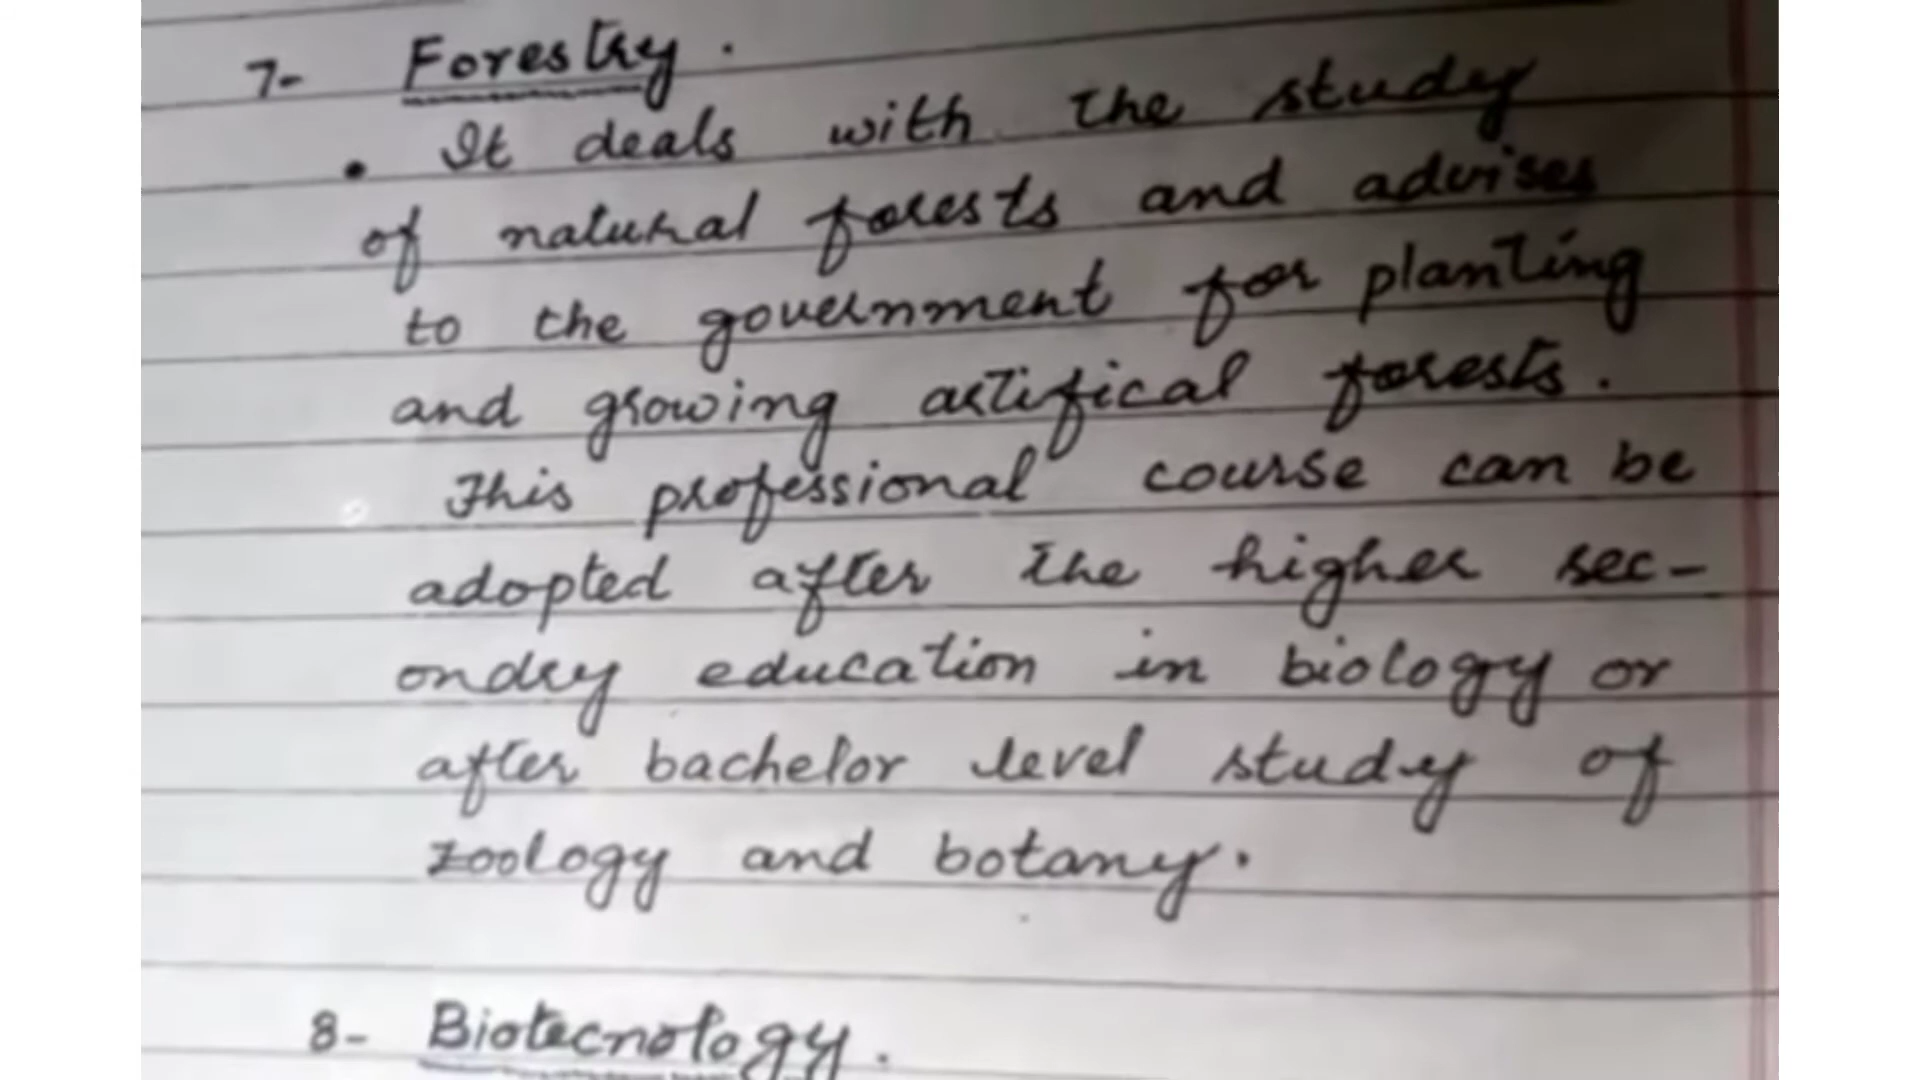 7- Forestry.
• It deals with the study
of natural forests and advises
to the government for planting
and growing artifical forests.
This professional course can be
adopted after the higher sec-
ondry education in biology or
after bachelor level study of
zoology and botany.
8- Biotecnology.